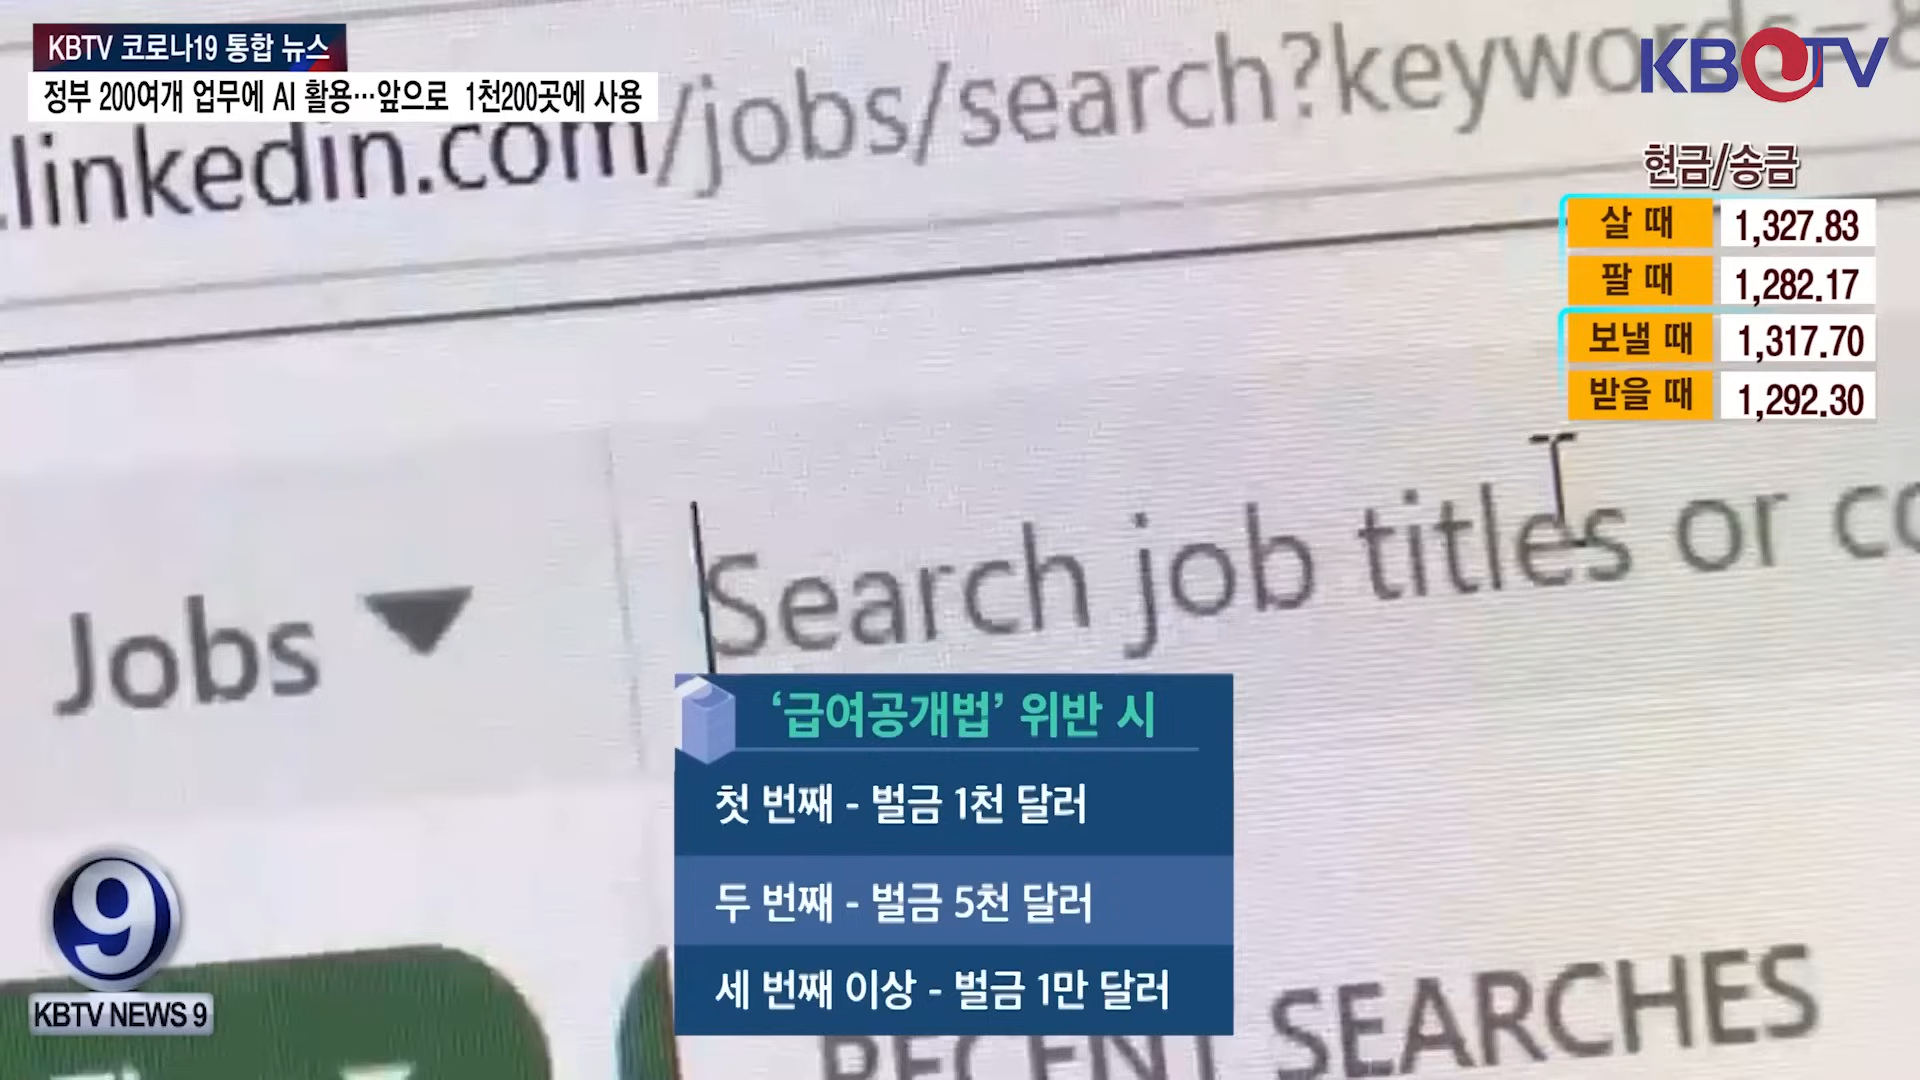 KBTV 코로나19 통합 뉴스
정부 200여개 업무에 AI 활용…앞으로 1천200곳에 사용
KBTV
.linkedin.com/jobs/search?keywords=
현금/송금
살 때 1,327.83
팔 때 1,282.17
보낼 때 1,317.70
받을 때 1,292.30
Jobs
Search job titles or co
‘급여공개법’ 위반 시
첫 번째 - 벌금 1천 달러
두 번째 - 벌금 5천 달러
세 번째 이상 - 벌금 1만 달러
RECENT SEARCHES
9
KBTV NEWS 9